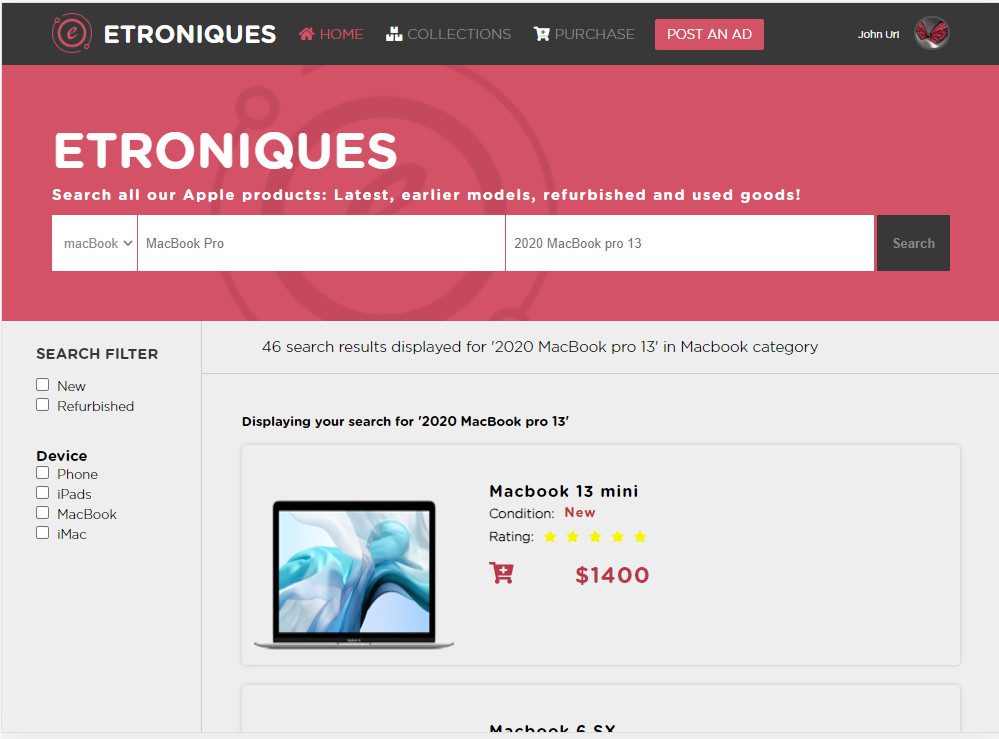 ETRONIQUES HOME COLLECTIONS PURCHASE POST AN AD John Uri
ETRONIQUES
Search all our Apple products: Latest, earlier models, refurbished and used goods!
macBook MacBook Pro 2020 MacBook pro 13 Search
46 search results displayed for '2020 MacBook pro 13' in Macbook category
SEARCH FILTER
New
Refurbished
Device
Phone
iPads
MacBook
iMac
Displaying your search for '2020 MacBook pro 13'
Macbook 13 mini
Condition: New
Rating:
$1400
Macbook 6 SX